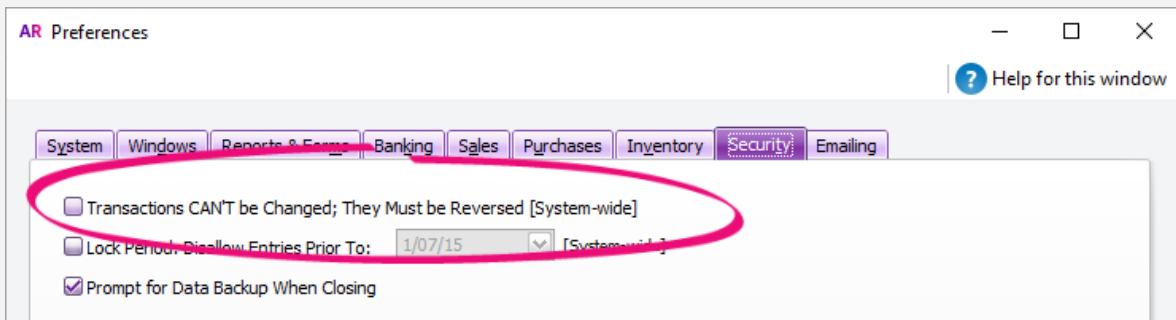 AR Preferences
? Help for this window
System Windows Reports & Forms Banking Sales Purchases Inventory Security Emailing
Transactions CAN'T be Changed; They Must be Reversed [System-wide]
Lock Period: Disallow Entries Prior To: 1/07/15 [System-wide]
Prompt for Data Backup When Closing